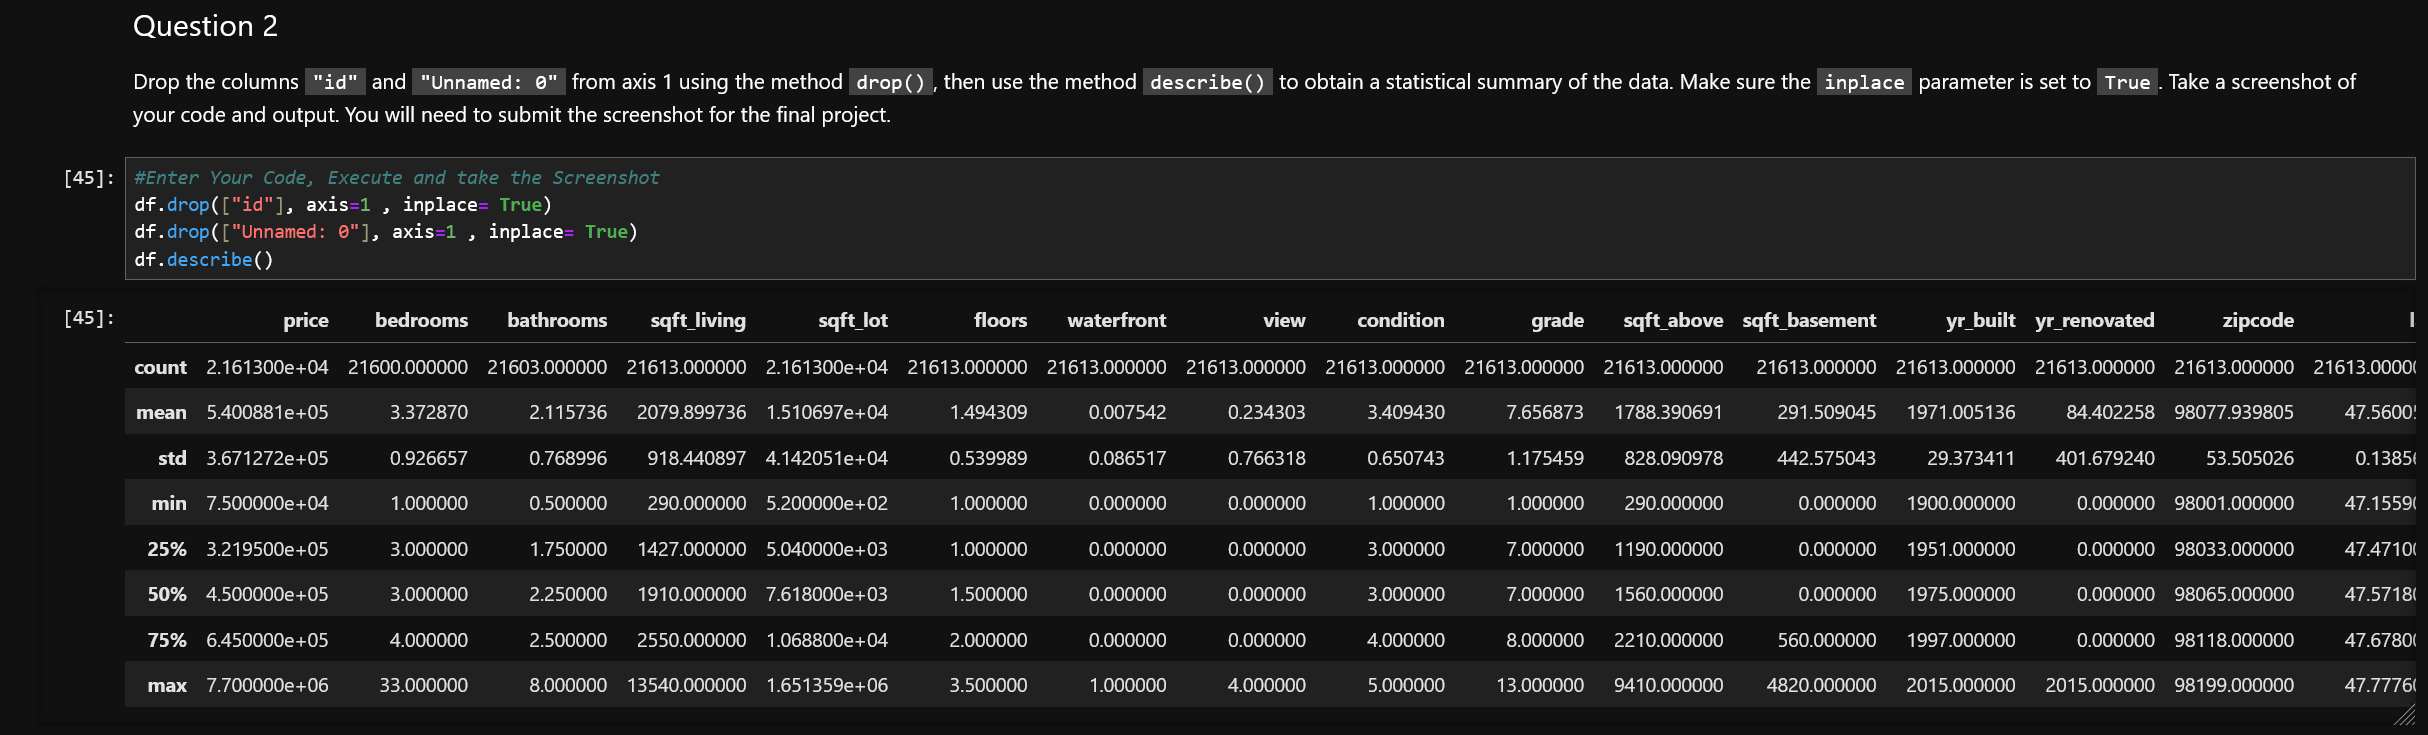 Question 2
Drop the columns "id" and "Unnamed: 0" from axis 1 using the method drop(), then use the method describe() to obtain a statistical summary of the data. Make sure the inplace parameter is set to True. Take a screenshot of
your code and output. You will need to submit the screenshot for the final project.
[45]: #Enter Your Code, Execute and take the Screenshot
df.drop(["id"], axis=1 , inplace= True)
df.drop(["Unnamed: 0"], axis=1 , inplace= True)
df.describe()
[45]: price bedrooms bathrooms sqft_living sqft_lot floors waterfront view condition grade sqft_above sqft_basement yr_built yr_renovated zipcode l
count 2.161300e+04 21600.000000 21603.000000 21613.000000 2.161300e+04 21613.000000 21613.000000 21613.000000 21613.000000 21613.000000 21613.000000 21613.000000 21613.000000 21613.000000 21613.000000 21613.00000
mean 5.400881e+05 3.372870 2.115736 2079.899736 1.510697e+04 1.494309 0.007542 0.234303 3.409430 7.656873 1788.390691 291.509045 1971.005136 84.402258 98077.939805 47.56005
std 3.671272e+05 0.926657 0.768996 918.440897 4.142051e+04 0.539989 0.086517 0.766318 0.650743 1.175459 828.090978 442.575043 29.373411 401.679240 53.505026 0.13856
min 7.500000e+04 1.000000 0.500000 290.000000 5.200000e+02 1.000000 0.000000 0.000000 1.000000 1.000000 290.000000 0.000000 1900.000000 0.000000 98001.000000 47.15590
25% 3.219500e+05 3.000000 1.750000 1427.000000 5.040000e+03 1.000000 0.000000 0.000000 3.000000 7.000000 1190.000000 0.000000 1951.000000 0.000000 98033.000000 47.47100
50% 4.500000e+05 3.000000 2.250000 1910.000000 7.618000e+03 1.500000 0.000000 0.000000 3.000000 7.000000 1560.000000 0.000000 1975.000000 0.000000 98065.000000 47.57180
75% 6.450000e+05 4.000000 2.500000 2550.000000 1.068800e+04 2.000000 0.000000 0.000000 4.000000 8.000000 2210.000000 560.000000 1997.000000 0.000000 98118.000000 47.67800
max 7.700000e+06 33.000000 8.000000 13540.000000 1.651359e+06 3.500000 1.000000 4.000000 5.000000 13.000000 9410.000000 4820.000000 2015.000000 2015.000000 98199.000000 47.77760